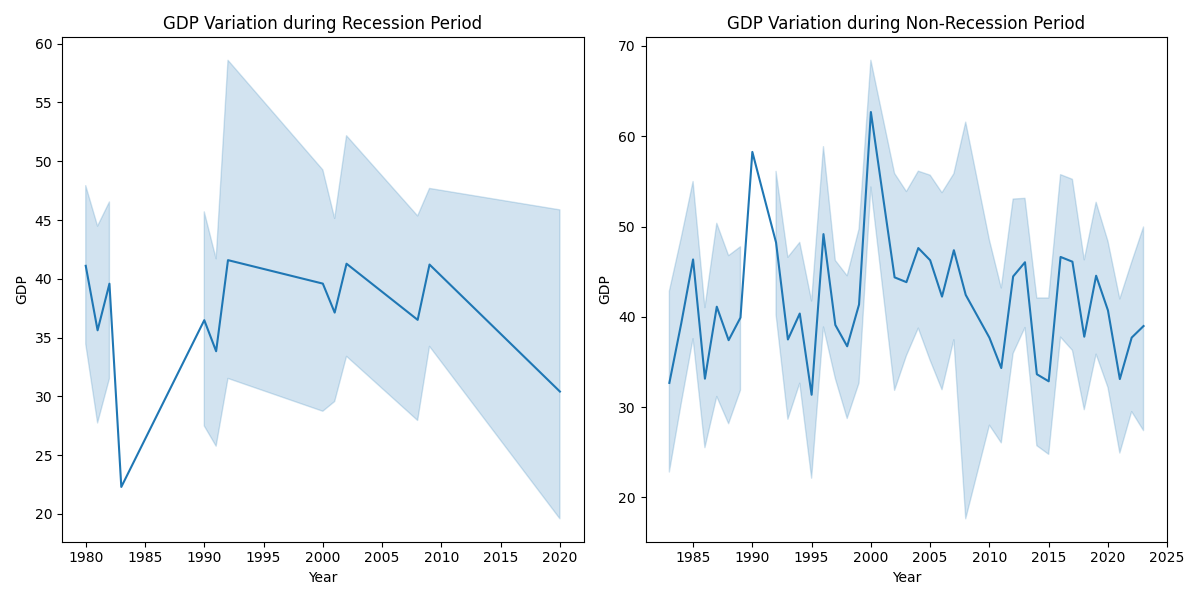 GDP Variation during Recession Period
60
55
50
45
40
35
30
25
20
GDP
1980 1985 1990 1995 2000 2005 2010 2015 2020
Year
GDP Variation during Non-Recession Period
70
60
50
40
30
20
GDP
1985 1990 1995 2000 2005 2010 2015 2020 2025
Year